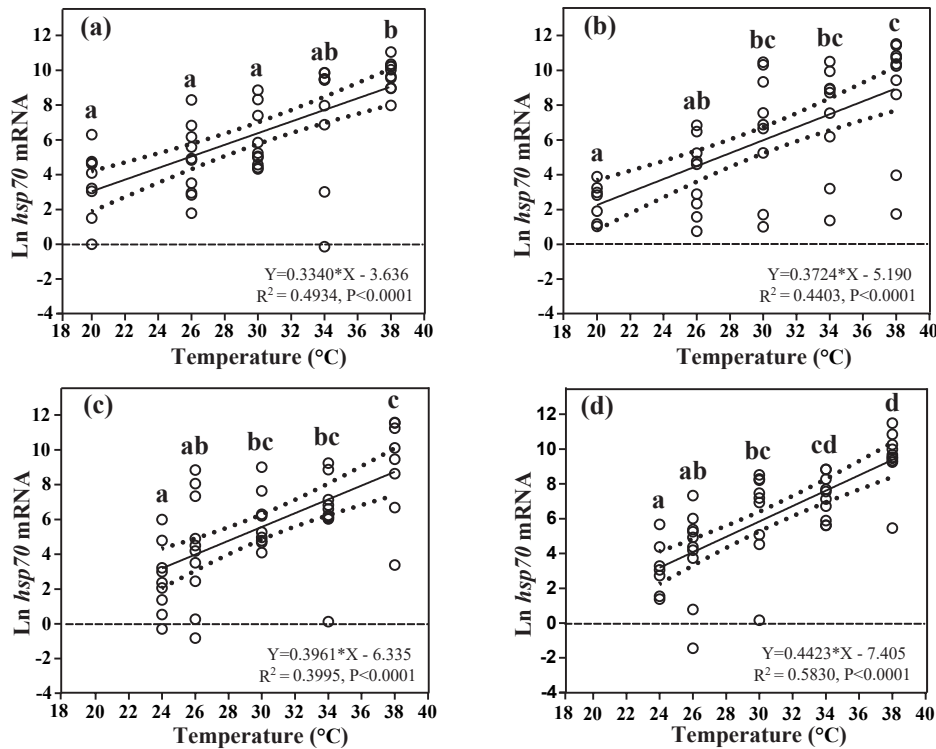 (a)
a
a
a
ab
b
12
10
8
6
4
2
0
-2
-4
Ln hsp70 mRNA
Y=0.3340*X - 3.636
R² = 0.4934, P<0.0001
18 20 22 24 26 28 30 32 34 36 38 40
Temperature (°C)
(b)
a
ab
bc
bc
c
12
10
8
6
4
2
0
-2
-4
Ln hsp70 mRNA
Y=0.3724*X - 5.190
R² = 0.4403, P<0.0001
18 20 22 24 26 28 30 32 34 36 38 40
Temperature (°C)
(c)
a
ab
bc
bc
c
12
10
8
6
4
2
0
-2
-4
Ln hsp70 mRNA
Y=0.3961*X - 6.335
R² = 0.3995, P<0.0001
18 20 22 24 26 28 30 32 34 36 38 40
Temperature (°C)
(d)
a
ab
bc
cd
d
12
10
8
6
4
2
0
-2
-4
Ln hsp70 mRNA
Y=0.4423*X - 7.405
R² = 0.5830, P<0.0001
18 20 22 24 26 28 30 32 34 36 38 40
Temperature (°C)